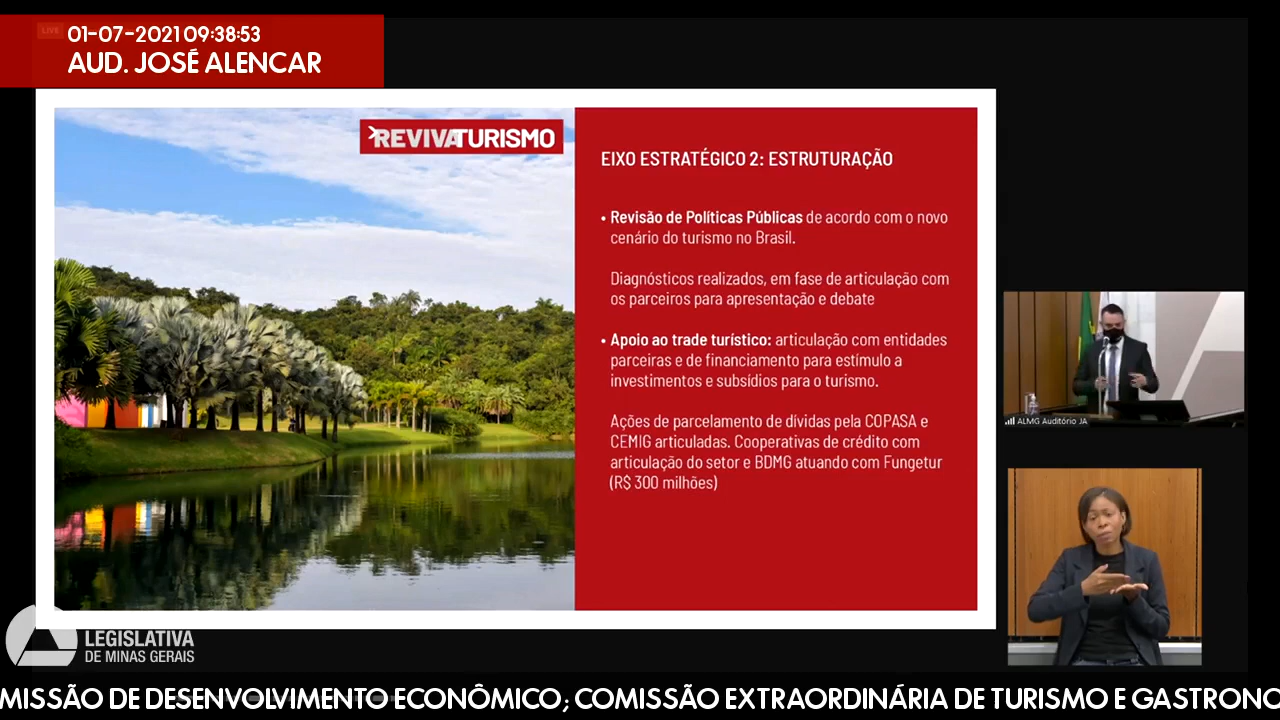 LIVE
01-07-2021 09:38:53
AUD. JOSÉ ALENCAR
REVIVATURISMO
EIXO ESTRATÉGICO 2: ESTRUTURAÇÃO
• Revisão de Políticas Públicas de acordo com o novo
cenário do turismo no Brasil.
Diagnósticos realizados, em fase de articulação com
os parceiros para apresentação e debate
• Apoio ao trade turístico: articulação com entidades
parceiras e de financiamento para estímulo a
investimentos e subsídios para o turismo.
Ações de parcelamento de dívidas pela COPASA e
CEMIG articuladas. Cooperativas de crédito com
articulação do setor e BDMG atuando com Fungetur
(R$ 300 milhões)
ALMG Auditório JA
LEGISLATIVA
DE MINAS GERAIS
MISSÃO DE DESENVOLVIMENTO ECONÔMICO; COMISSÃO EXTRAORDINÁRIA DE TURISMO E GASTRONO